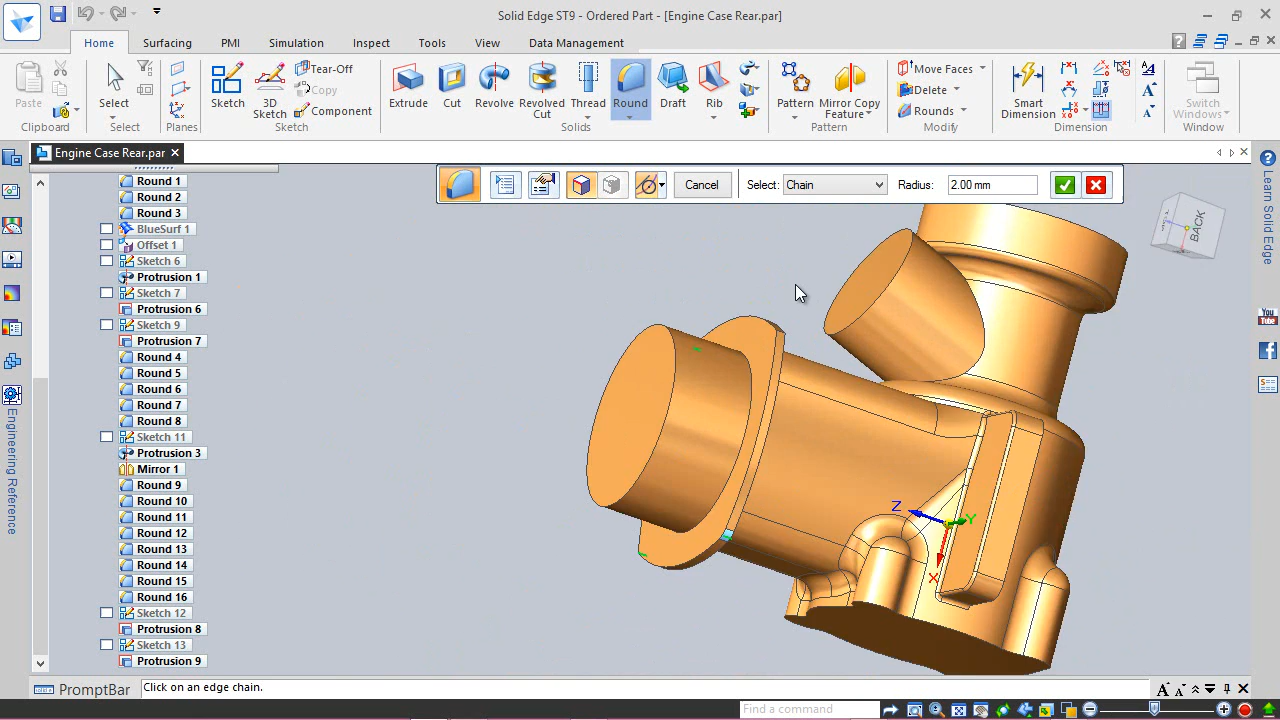 Solid Edge ST9 - Ordered Part - [Engine Case Rear.par]
Home Surfacing PMI Simulation Inspect Tools View Data Management
Paste
Clipboard
Select
Select
Planes
Sketch
3D Sketch
Tear-Off
Copy
Component
Sketch
Extrude Cut Revolve Revolved Cut Thread Round Draft Rib
Solids
Pattern Mirror Copy Feature
Pattern
Move Faces
Delete
Rounds
Modify
Smart Dimension
Dimension
Switch Windows
Window
Engine Case Rear.par
Cancel Select: Chain Radius: 2.00 mm
Round 1
Round 2
Round 3
BlueSurf 1
Offset 1
Sketch 6
Protrusion 1
Sketch 7
Protrusion 6
Sketch 9
Protrusion 7
Round 4
Round 5
Round 6
Round 7
Round 8
Sketch 11
Protrusion 3
Mirror 1
Round 9
Round 10
Round 11
Round 12
Round 13
Round 14
Round 15
Round 16
Sketch 12
Protrusion 8
Sketch 13
Protrusion 9
Engineering Reference
BACK
Z
Y
X
Learn Solid Edge
You Tube
PromptBar Click on an edge chain.
Find a command